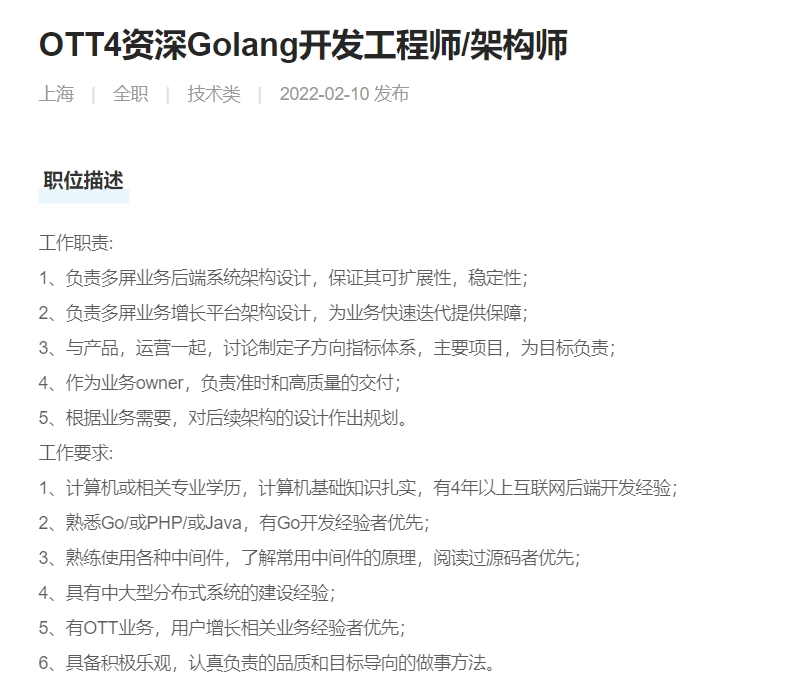 OTT4资深Golang开发工程师/架构师
上海 | 全职 | 技术类 | 2022-02-10 发布
职位描述
工作职责:
1、负责多屏业务后端系统架构设计，保证其可扩展性，稳定性；
2、负责多屏业务增长平台架构设计，为业务快速迭代提供保障；
3、与产品，运营一起，讨论制定子方向指标体系，主要项目，为目标负责；
4、作为业务owner，负责准时和高质量的交付；
5、根据业务需要，对后续架构的设计作出规划。
工作要求:
1、计算机或相关专业学历，计算机基础知识扎实，有4年以上互联网后端开发经验；
2、熟悉Go/或PHP/或Java，有Go开发经验者优先；
3、熟练使用各种中间件，了解常用中间件的原理，阅读过源码者优先；
4、具有中大型分布式系统的建设经验；
5、有OTT业务，用户增长相关业务经验者优先；
6、具备积极乐观，认真负责的品质和目标导向的做事方法。